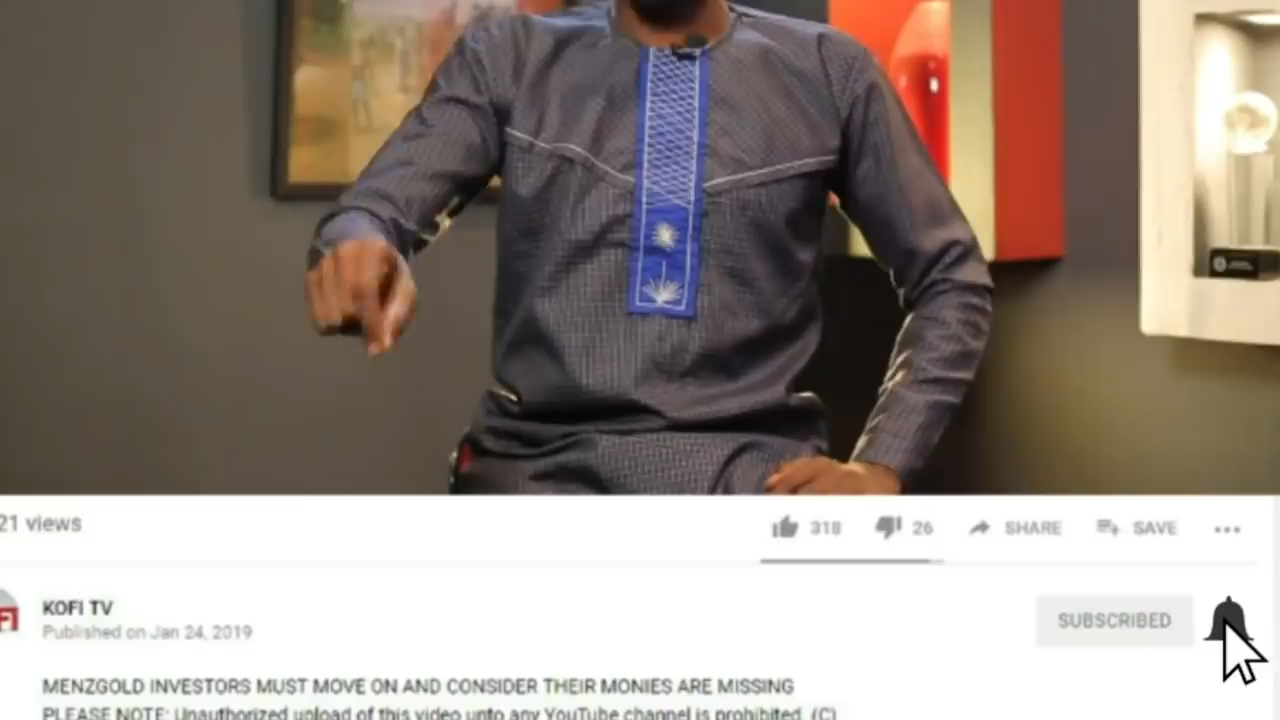 21 views
318 26 SHARE SAVE
KOFI TV
SUBSCRIBED
Published on Jan 24, 2019
MENZGOLD INVESTORS MUST MOVE ON AND CONSIDER THEIR MONIES ARE MISSING
PLEASE NOTE: Unauthorized upload of this video unto any YouTube channel is prohibited. (C)